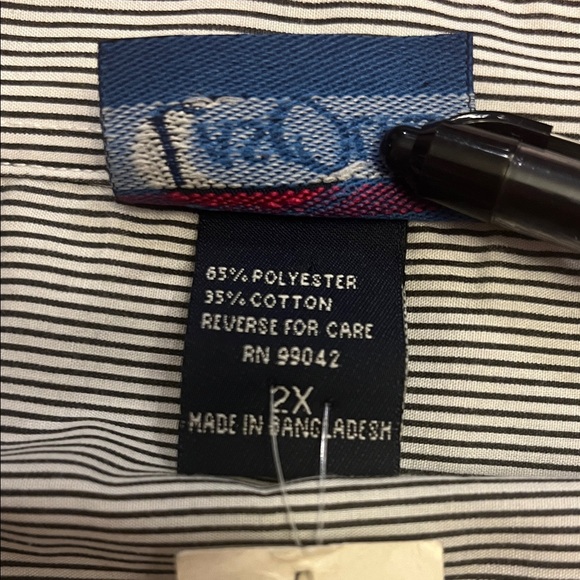 65% POLYESTER
35% COTTON
REVERSE FOR CARE
RN 99042
2X
MADE IN BANGLADESH